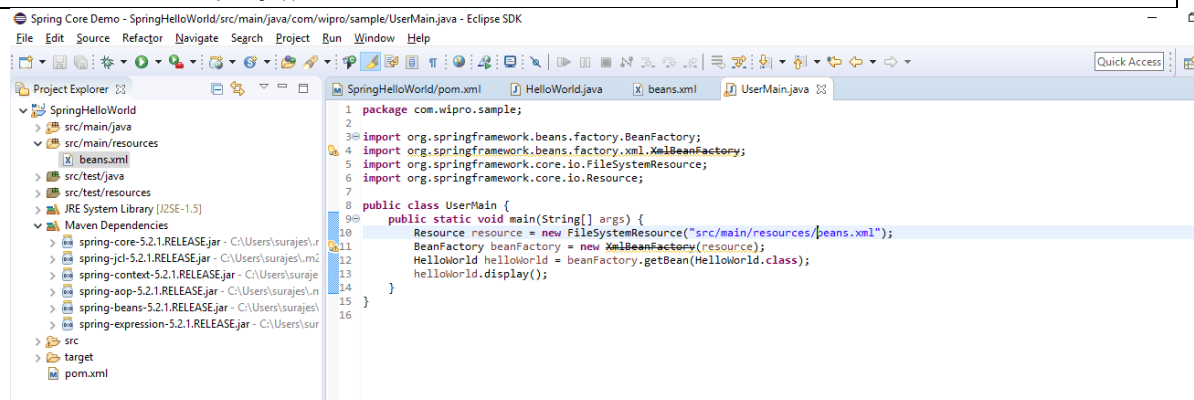 Spring Core Demo - SpringHelloWorld/src/main/java/com/wipro/sample/UserMain.java - Eclipse SDK
File Edit Source Refactor Navigate Search Project Run Window Help
Quick Access
Project Explorer
SpringHelloWorld/pom.xml HelloWorld.java beans.xml UserMain.java
SpringHelloWorld
src/main/java
src/main/resources
beans.xml
src/test/java
src/test/resources
JRE System Library [J2SE-1.5]
Maven Dependencies
spring-core-5.2.1.RELEASE.jar - C:\Users\surajes\.r
spring-jcl-5.2.1.RELEASE.jar - C:\Users\surajes\.m2
spring-context-5.2.1.RELEASE.jar - C:\Users\suraje
spring-aop-5.2.1.RELEASE.jar - C:\Users\surajes\.n
spring-beans-5.2.1.RELEASE.jar - C:\Users\surajes\
spring-expression-5.2.1.RELEASE.jar - C:\Users\sur
src
target
pom.xml
1 package com.wipro.sample;
2
3 import org.springframework.beans.factory.BeanFactory;
4 import org.springframework.beans.factory.xml.XmlBeanFactory;
5 import org.springframework.core.io.FileSystemResource;
6 import org.springframework.core.io.Resource;
7
8 public class UserMain {
9 public static void main(String[] args) {
10 Resource resource = new FileSystemResource("src/main/resources/beans.xml");
11 BeanFactory beanFactory = new XmlBeanFactory(resource);
12 HelloWorld helloWorld = beanFactory.getBean(HelloWorld.class);
13 helloWorld.display();
14 }
15 }
16